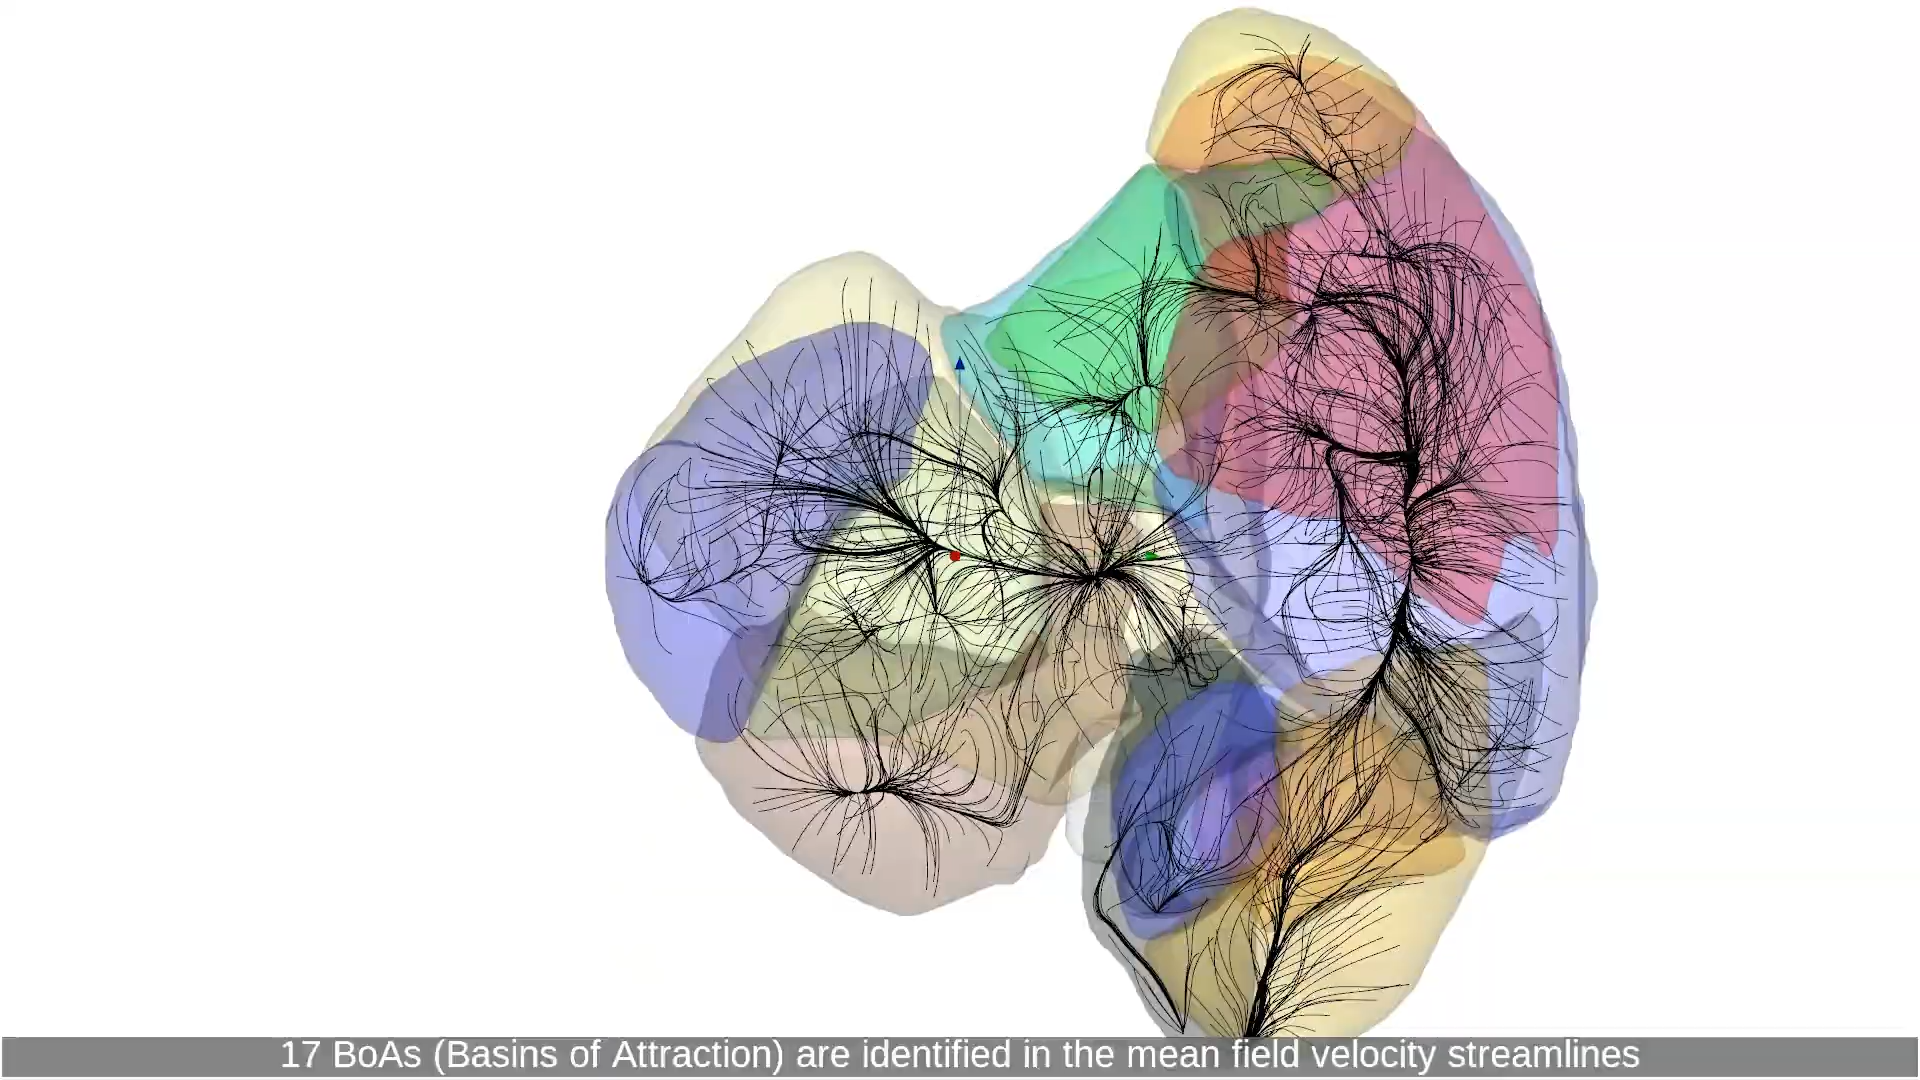 17 BoAs (Basins of Attraction) are identified in the mean field velocity streamlines